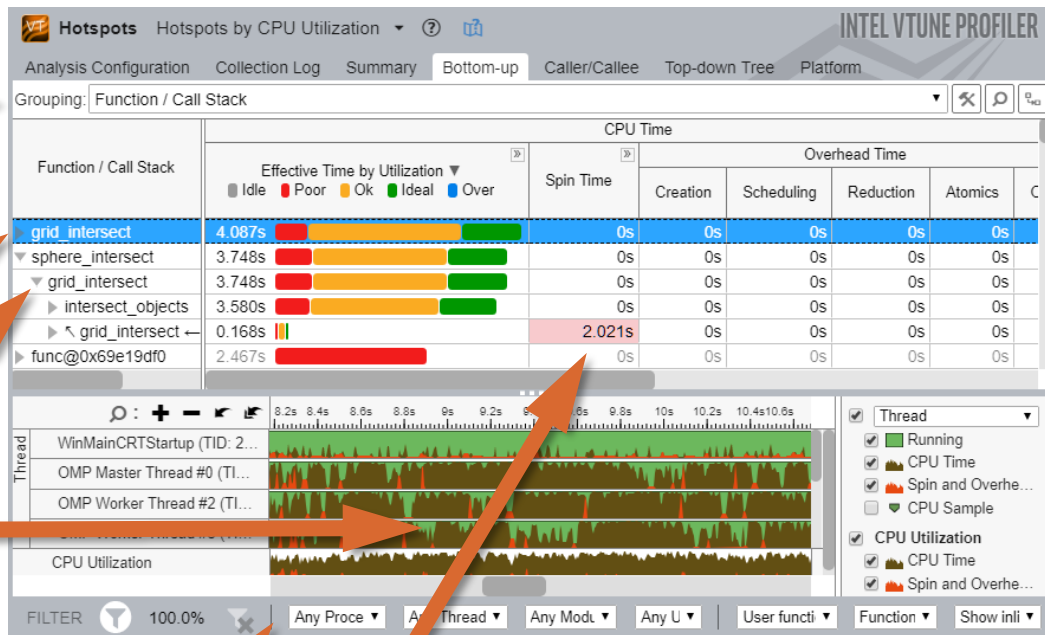 Hotspots Hotspots by CPU Utilization ?
INTEL VTUNE PROFILER
Analysis Configuration Collection Log Summary Bottom-up Caller/Callee Top-down Tree Platform
Grouping: Function / Call Stack
Function / Call Stack
CPU Time
Effective Time by Utilization
Idle Poor Ok Ideal Over
Spin Time
Overhead Time
Creation Scheduling Reduction Atomics
grid_intersect 4.087s 0s 0s 0s 0s 0s
sphere_intersect 3.748s 0s 0s 0s 0s 0s
grid_intersect 3.748s 0s 0s 0s 0s 0s
intersect_objects 3.580s 0s 0s 0s 0s 0s
grid_intersect ← 0.168s 2.021s 0s 0s 0s 0s
func@0x69e19df0 2.467s 0s 0s 0s 0s 0s
8.2s 8.4s 8.6s 8.8s 9s 9.2s 9.8s 10s 10.2s 10.4s10.6s
Thread
WinMainCRTStartup (TID: 2...
OMP Master Thread #0 (TI...
OMP Worker Thread #2 (TI...
CPU Utilization
Thread
Running
CPU Time
Spin and Overhe...
CPU Sample
CPU Utilization
CPU Time
Spin and Overhe...
FILTER 100.0% Any Proce Thread Any Modu Any U User functi Function Show inli